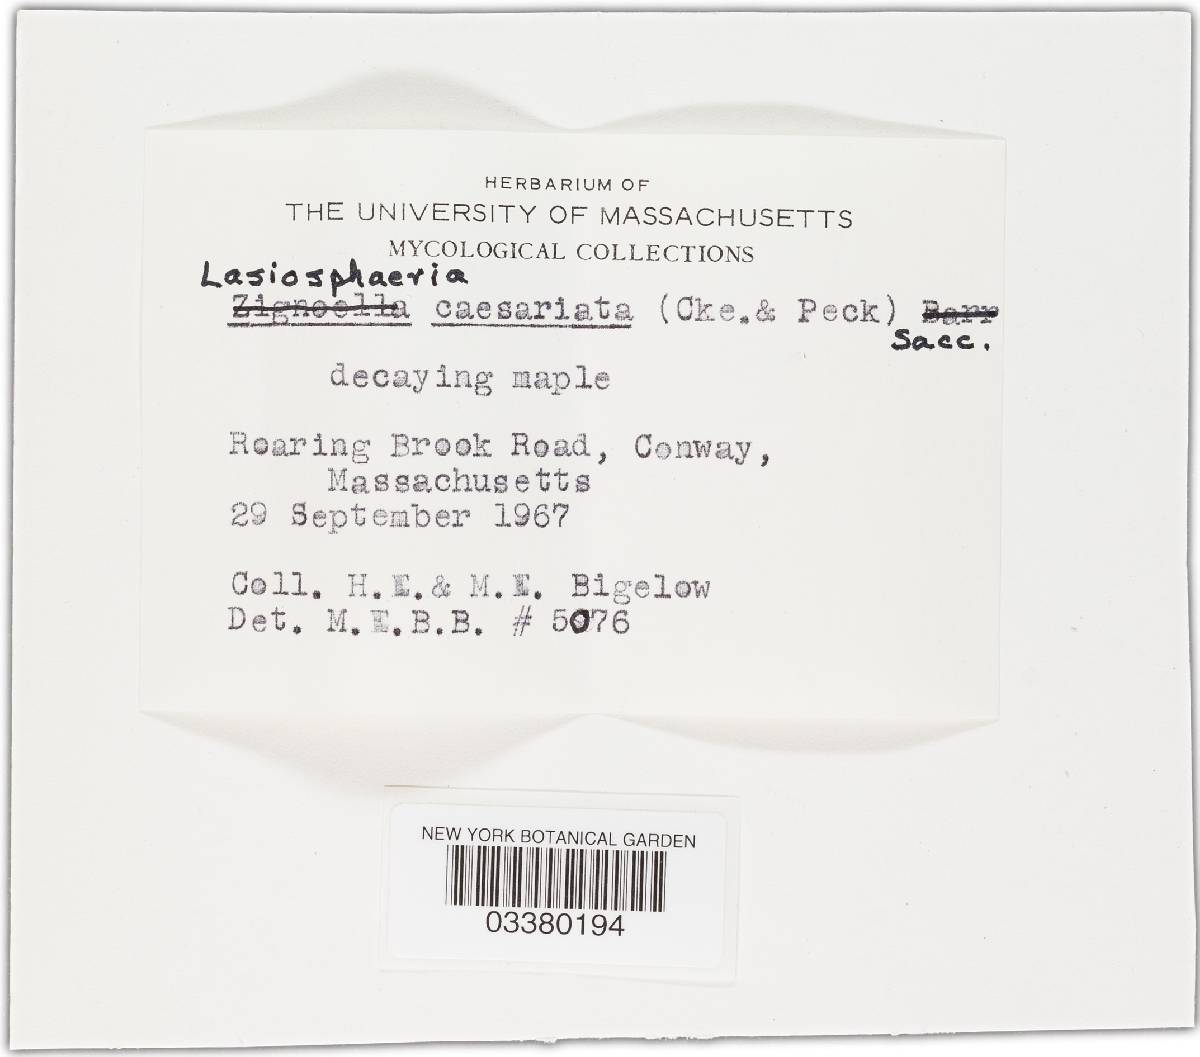 HERBARIUM OF
THE UNIVERSITY OF MASSACHUSETTS
MYCOLOGICAL COLLECTIONS
Lasiosphaeria
Zignoella caesariata (Cke.& Peck) Barr
Sacc.
decaying maple
Roaring Brook Road, Conway,
Massachusetts
29 September 1967
Coll. H.E.& M.E. Bigelow
Det. M.E.B.B. # 5076
NEW YORK BOTANICAL GARDEN
03380194